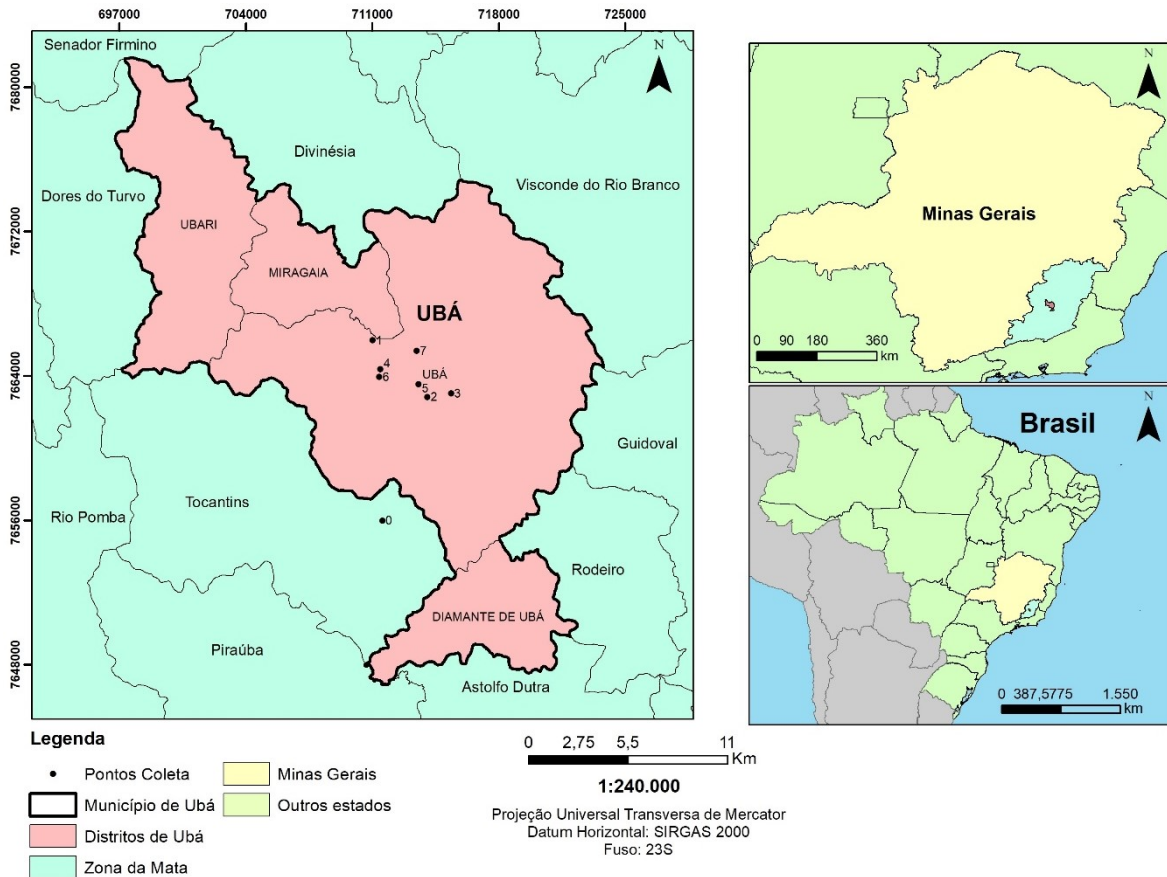 697000 704000 711000 718000 725000
7680000
7672000
7664000
7656000
7648000
Senador Firmino
N
Divinésia
Visconde do Rio Branco
Dores do Turvo
UBARI
MIRAGAIA
UBÁ
1
7
4
UBÁ
6
5
3
2
Guidoval
Tocantins
Rio Pomba
0
Rodeiro
DIAMANTE DE UBÁ
Piraúba
Astolfo Dutra
N
Minas Gerais
0 90 180 360
km
N
Brasil
0 387,5775 1.550
km
Legenda
Pontos Coleta
Município de Ubá
Distritos de Ubá
Zona da Mata
Minas Gerais
Outros estados
0 2,75 5,5 11
Km
1:240.000
Projeção Universal Transversa de Mercator
Datum Horizontal: SIRGAS 2000
Fuso: 23S